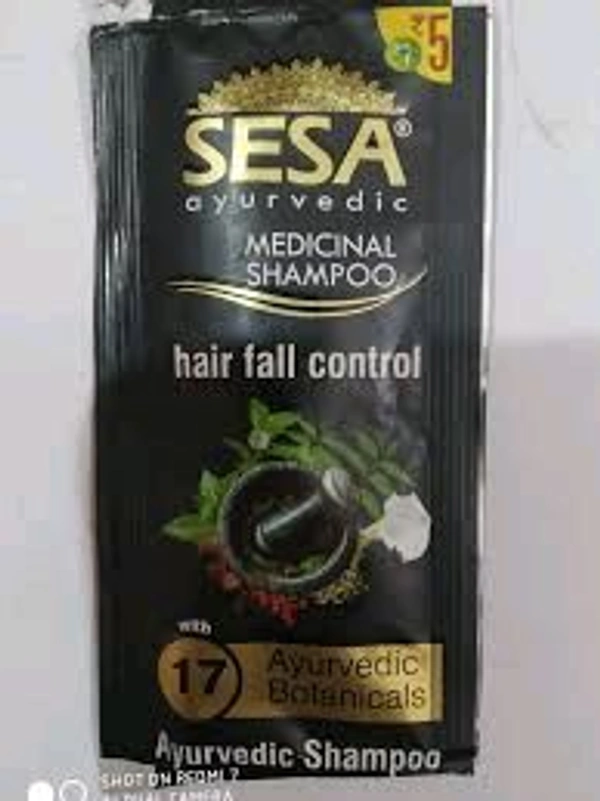 ₹5
SESA®
ayurvedic
MEDICINAL
SHAMPOO
hair fall control
with
17 Ayurvedic
Botanicals
Ayurvedic Shampoo
SHOT ON REDMI 7
AI DUAL CAMERA